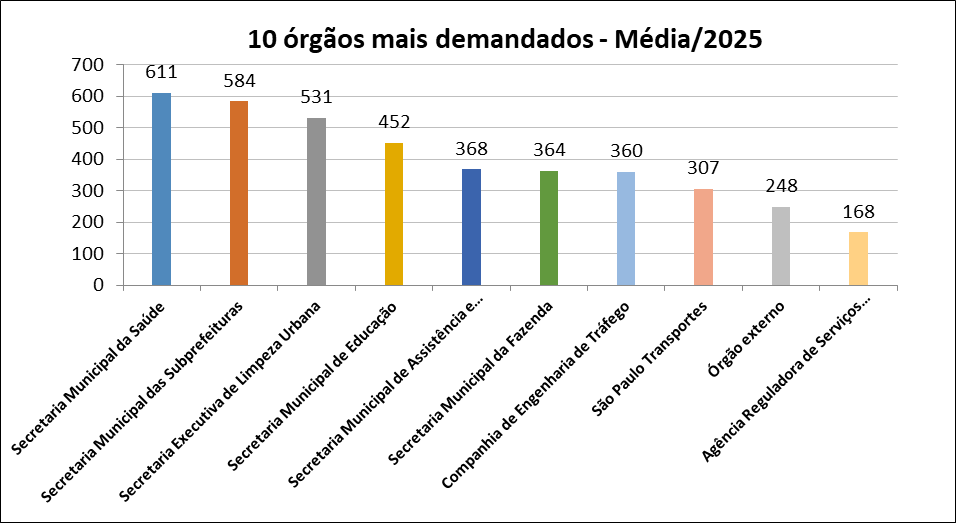 10 órgãos mais demandados - Média/2025
700
600
500
400
300
200
100
0
611
584
531
452
368
364
360
307
248
168
Secretaria Municipal da Saúde
Secretaria Municipal das Subprefeituras
Secretaria Executiva de Limpeza Urbana
Secretaria Municipal de Educação
Secretaria Municipal de Assistência e...
Secretaria Municipal da Fazenda
Companhia de Engenharia de Tráfego
São Paulo Transportes
Órgão externo
Agência Reguladora de Serviços...